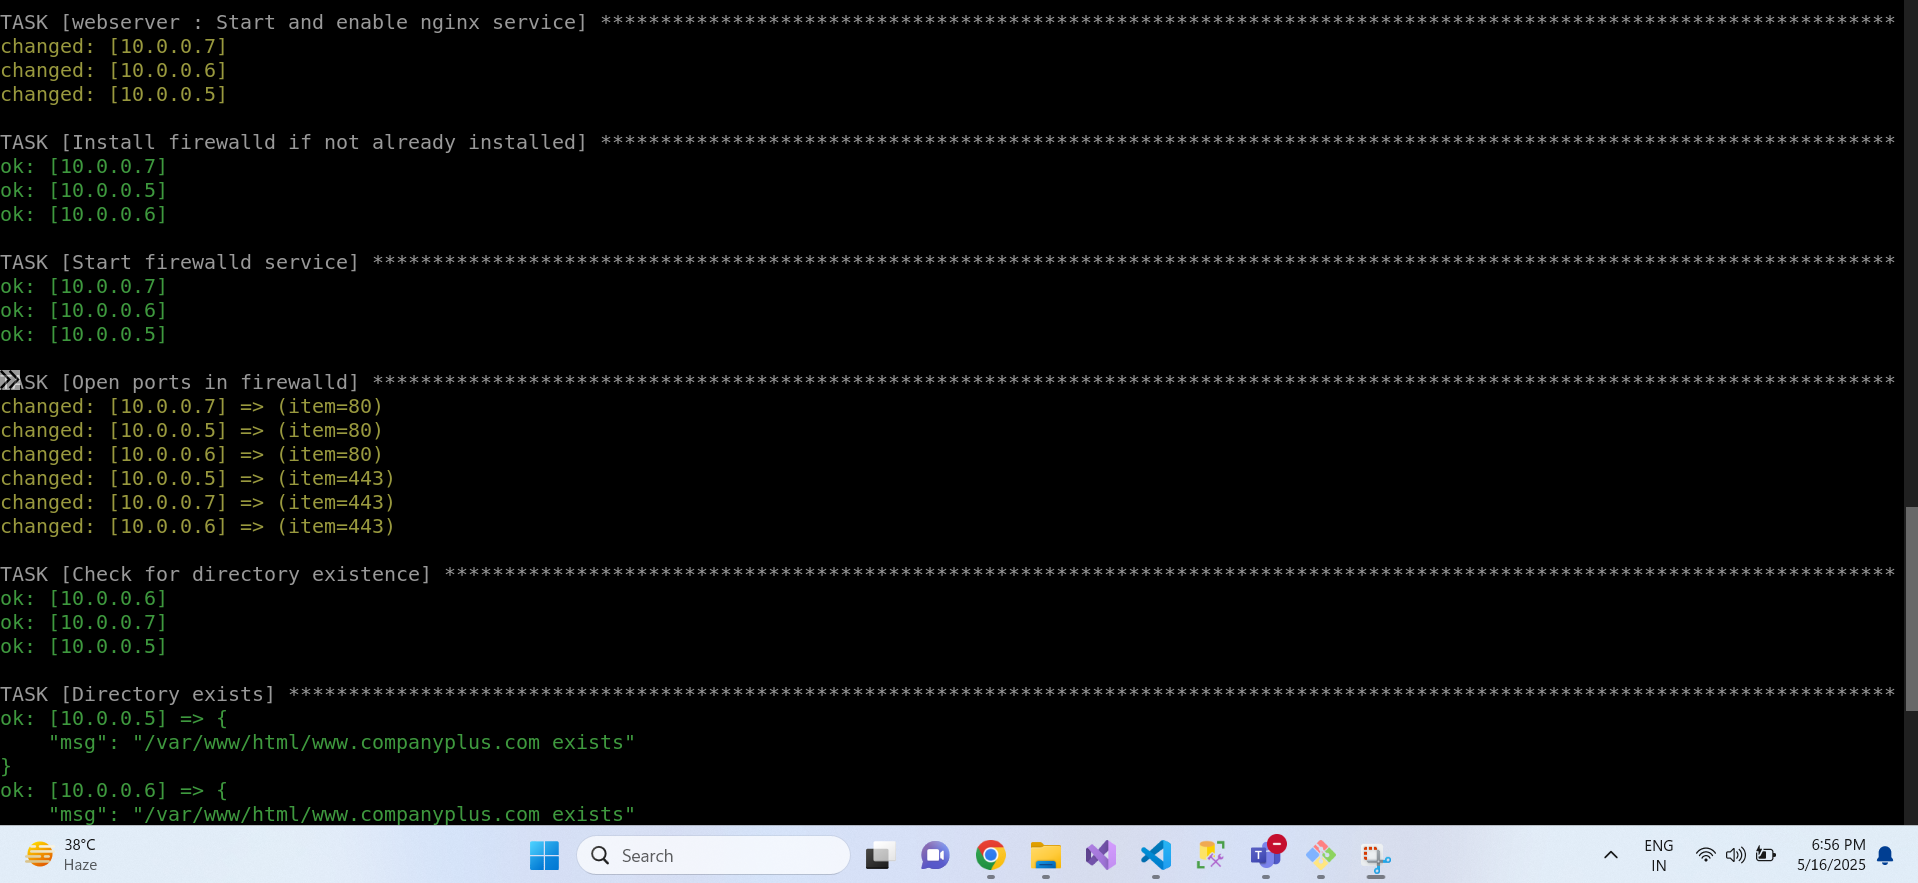 TASK [webserver : Start and enable nginx service] ************************************************************************************************************
changed: [10.0.0.7]
changed: [10.0.0.6]
changed: [10.0.0.5]
TASK [Install firewalld if not already installed] ************************************************************************************************************
ok: [10.0.0.7]
ok: [10.0.0.5]
ok: [10.0.0.6]
TASK [Start firewalld service] *******************************************************************************************************************************
ok: [10.0.0.7]
ok: [10.0.0.6]
ok: [10.0.0.5]
ASK [Open ports in firewalld] *******************************************************************************************************************************
changed: [10.0.0.7] => (item=80)
changed: [10.0.0.5] => (item=80)
changed: [10.0.0.6] => (item=80)
changed: [10.0.0.5] => (item=443)
changed: [10.0.0.7] => (item=443)
changed: [10.0.0.6] => (item=443)
TASK [Check for directory existence] *************************************************************************************************************************
ok: [10.0.0.6]
ok: [10.0.0.7]
ok: [10.0.0.5]
TASK [Directory exists] **************************************************************************************************************************************
ok: [10.0.0.5] => {
    "msg": "/var/www/html/www.companyplus.com exists"
}
ok: [10.0.0.6] => {
    "msg": "/var/www/html/www.companyplus.com exists"
38°C
Haze
Search
T
ENG
IN
6:56 PM
5/16/2025